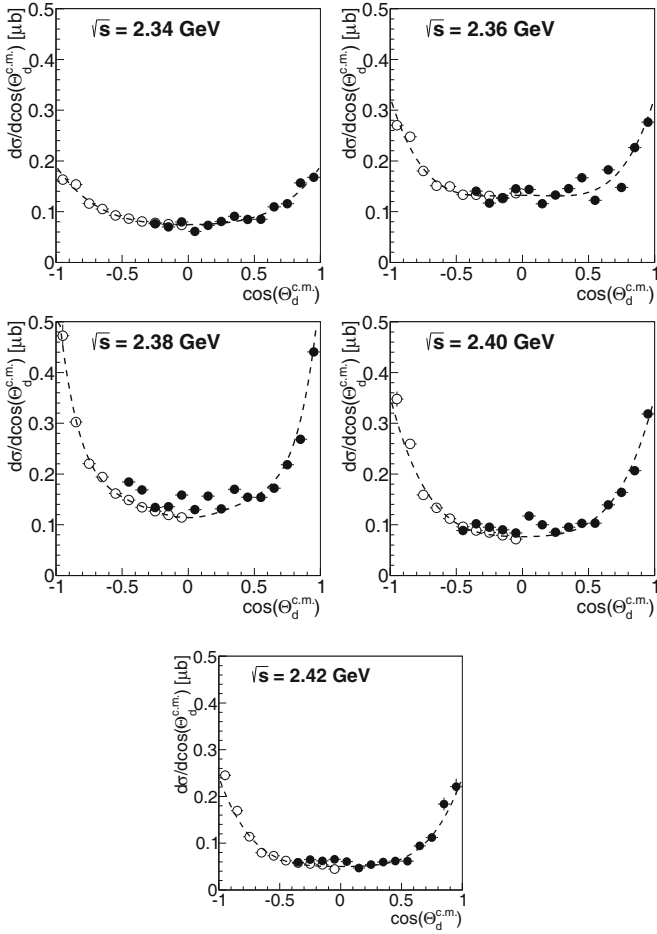 √s = 2.34 GeV
dσ/dcos(Θ_d^{c.m.}) [μb]
0.5
0.4
0.3
0.2
0.1
0
-1 -0.5 0 0.5 1
cos(Θ_d^{c.m.})
√s = 2.36 GeV
dσ/dcos(Θ_d^{c.m.}) [μb]
0.5
0.4
0.3
0.2
0.1
0
-1 -0.5 0 0.5 1
cos(Θ_d^{c.m.})
√s = 2.38 GeV
dσ/dcos(Θ_d^{c.m.}) [μb]
0.5
0.4
0.3
0.2
0.1
0
-1 -0.5 0 0.5 1
cos(Θ_d^{c.m.})
√s = 2.40 GeV
dσ/dcos(Θ_d^{c.m.}) [μb]
0.5
0.4
0.3
0.2
0.1
0
-1 -0.5 0 0.5 1
cos(Θ_d^{c.m.})
√s = 2.42 GeV
dσ/dcos(Θ_d^{c.m.}) [μb]
0.5
0.4
0.3
0.2
0.1
0
-1 -0.5 0 0.5 1
cos(Θ_d^{c.m.})